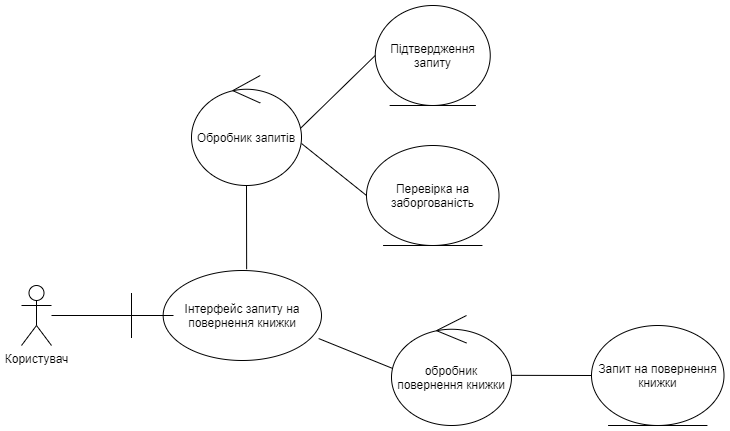 Підтвердження
запиту
Обробник запитів
Перевірка на
заборгованість
Інтерфейс запиту на
повернення книжки
Користувач
обробник
повернення книжки
Запит на повернення
книжки